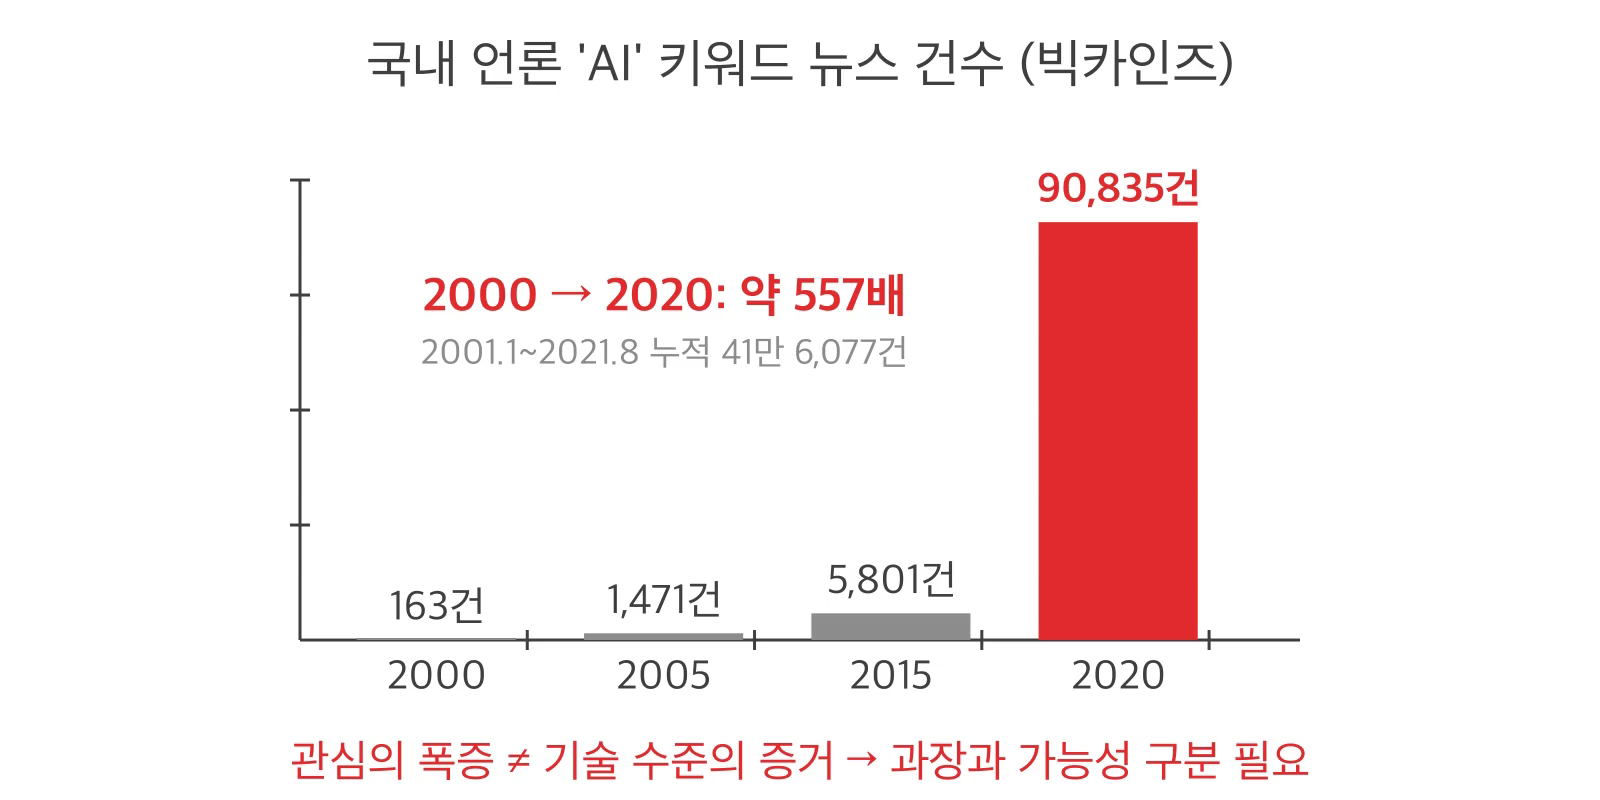 국내 언론 'AI' 키워드 뉴스 건수 (빅카인즈)
90,835건
2000 → 2020: 약 557배
2001.1~2021.8 누적 41만 6,077건
163건
1,471건
5,801건
2000
2005
2015
2020
관심의 폭증 ≠ 기술 수준의 증거 → 과장과 가능성 구분 필요